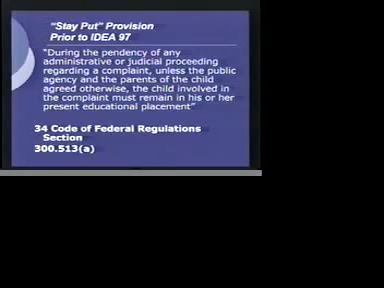 "Stay Put" Provision
Prior to IDEA 97
"During the pendency of any
administrative or judicial proceeding
regarding a complaint, unless the public
agency and the parents of the child
agreed otherwise, the child involved in
the complaint must remain in his or her
present educational placement"
34 Code of Federal Regulations
Section
300.513(a)